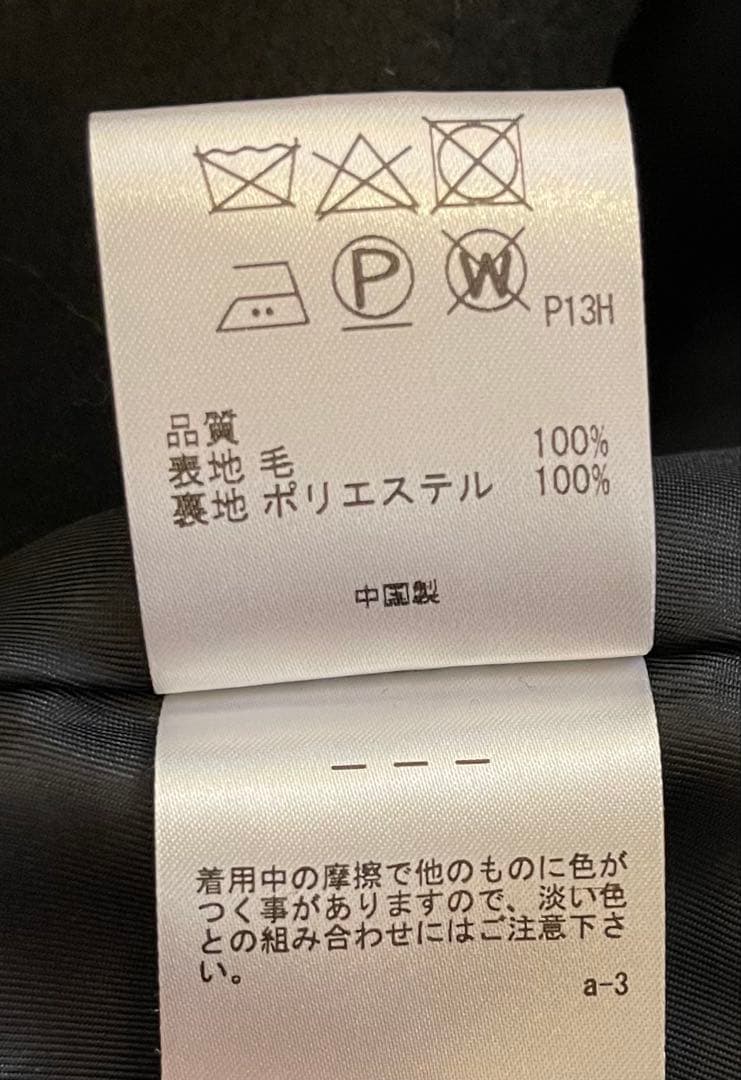 P W P13H
品質
表地 毛 100%
裏地 ポリエステル 100%
中国製
— — —
着用中の摩擦で他のものに色が
つく事がありますので、淡い色
との組み合わせにはご注意下さ
い。
a-3